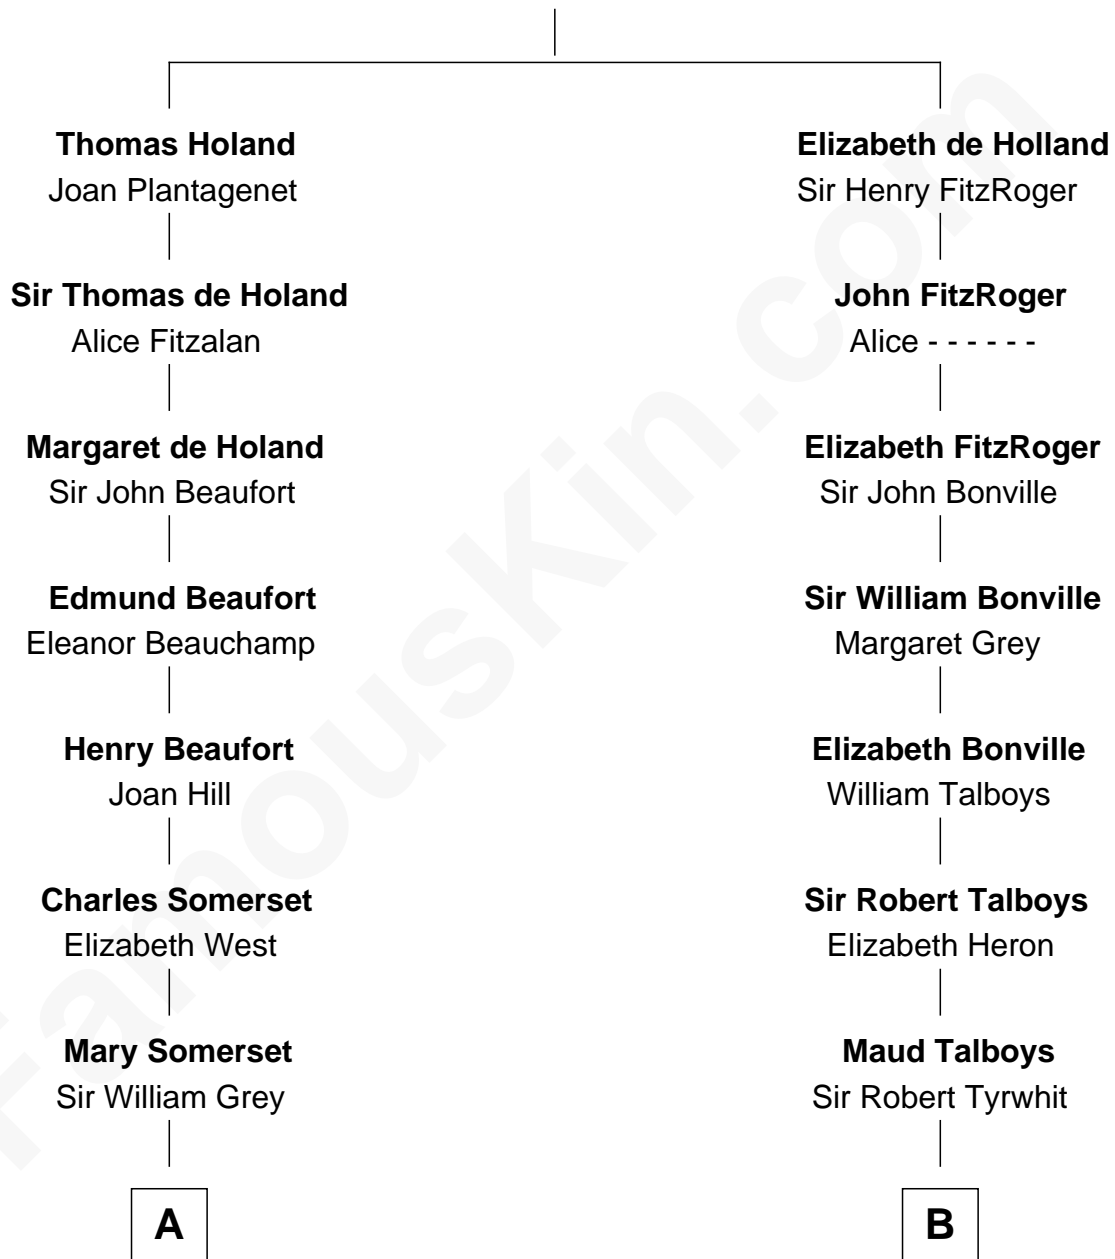 Thomas Holand
Joan Plantagenet
Sir Thomas de Holand
Alice Fitzalan
Margaret de Holand
Sir John Beaufort
Edmund Beaufort
Eleanor Beauchamp
Henry Beaufort
Joan Hill
Charles Somerset
Elizabeth West
Mary Somerset
Sir William Grey
A
Elizabeth de Holland
Sir Henry FitzRoger
John FitzRoger
Alice - - - - - -
Elizabeth FitzRoger
Sir John Bonville
Sir William Bonville
Margaret Grey
Elizabeth Bonville
William Talboys
Sir Robert Talboys
Elizabeth Heron
Maud Talboys
Sir Robert Tyrwhit
B
FamousKin.com